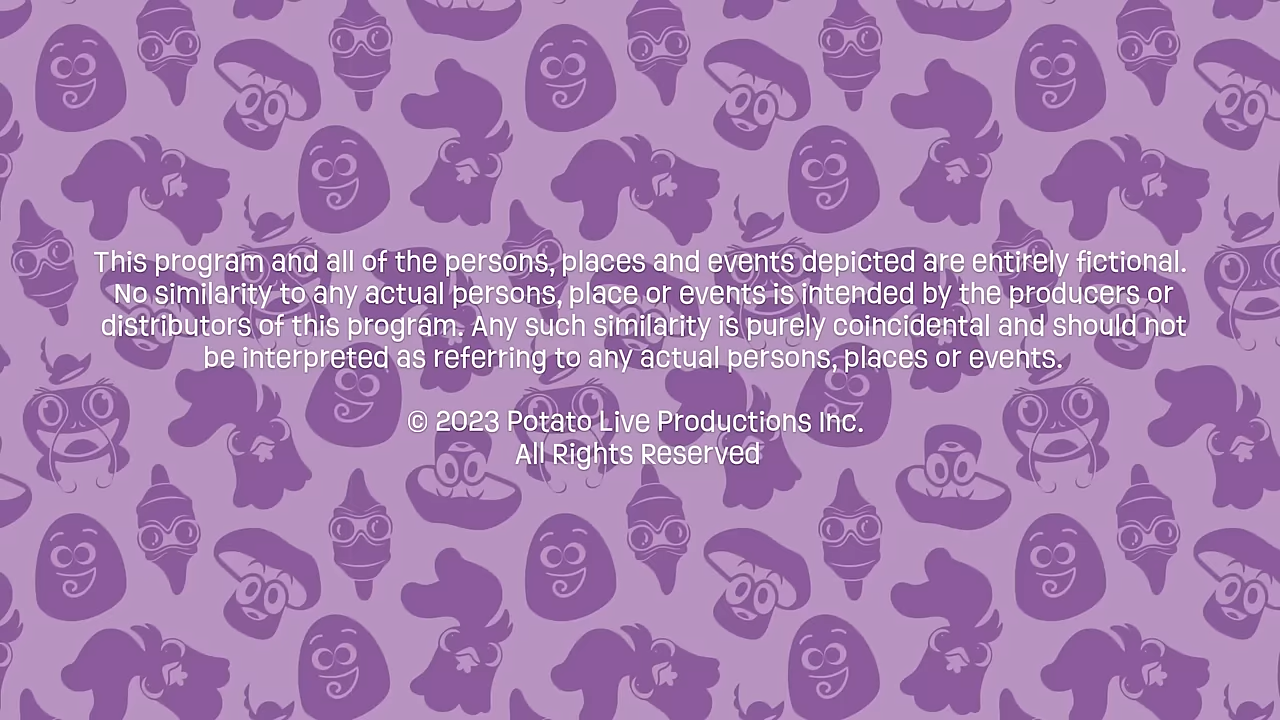 This program and all of the persons, places and events depicted are entirely fictional.
No similarity to any actual persons, place or events is intended by the producers or
distributors of this program. Any such similarity is purely coincidental and should not
be interpreted as referring to any actual persons, places or events.
© 2023 Potato Live Productions Inc.
All Rights Reserved